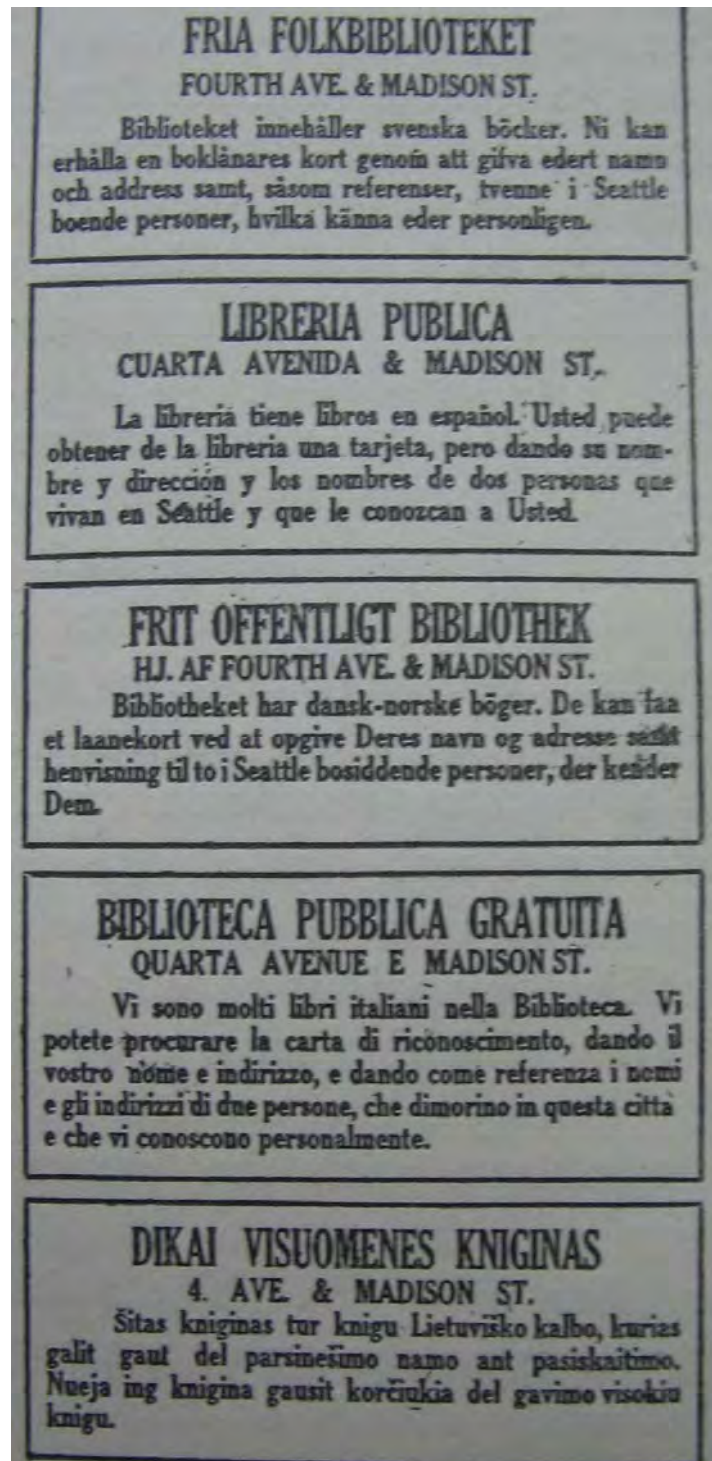 FRIA FOLKBIBLIOTEKET
FOURTH AVE. & MADISON ST.
Biblioteket innehåller svenska böcker. Ni kan
erhålla en boklånares kort genom att gifva edert namn
och address samt, såsom referenser, tvenne i Seattle
boende personer, hvilka känna eder personligen.
LIBRERIA PUBLICA
CUARTA AVENIDA & MADISON ST.
La libreria tiene libros en español. Usted puede
obtener de la libreria una tarjeta, pero dando su nom-
bre y dirección y los nombres de dos personas que
vivan en Seattle y que le conozcan a Usted.
FRIT OFFENTLIGT BIBLIOTHEK
HJ. AF FOURTH AVE. & MADISON ST.
Bibliotheket har dansk-norske böger. De kan faa
et laanekort ved at opgive Deres navn og adresse samt
henvisning til to i Seattle bosiddende personer, der kender
Dem.
BIBLIOTECA PUBBLICA GRATUITA
QUARTA AVENUE E MADISON ST.
Vi sono molti libri italiani nella Biblioteca. Vi
potete procurare la carta di riconoscimento, dando il
vostro nome e indirizzo, e dando come referenza i nomi
e gli indirizzi di due persone, che dimorino in questa città
e che vi conoscono personalmente.
DIKAI VISUOMENES KNIGINAS
4. AVE. & MADISON ST.
Šitas kniginas tur knigu Lietuviško kalbo, kurias
galit gaut del parsinešimo namo ant pasiskaitimo.
Nueja ing knigina gausit korčiukia del gavimo visokiu
knigu.